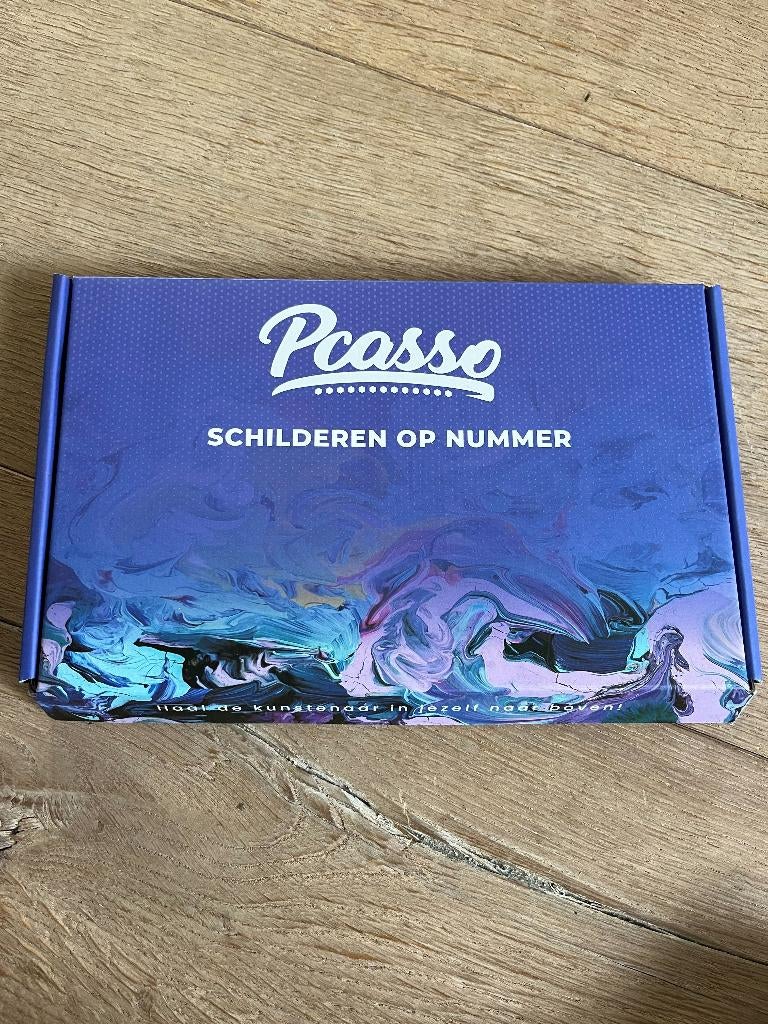 Pcasso
SCHILDEREN OP NUMMER
Haal de kunstenaar in jezelf naar boven!